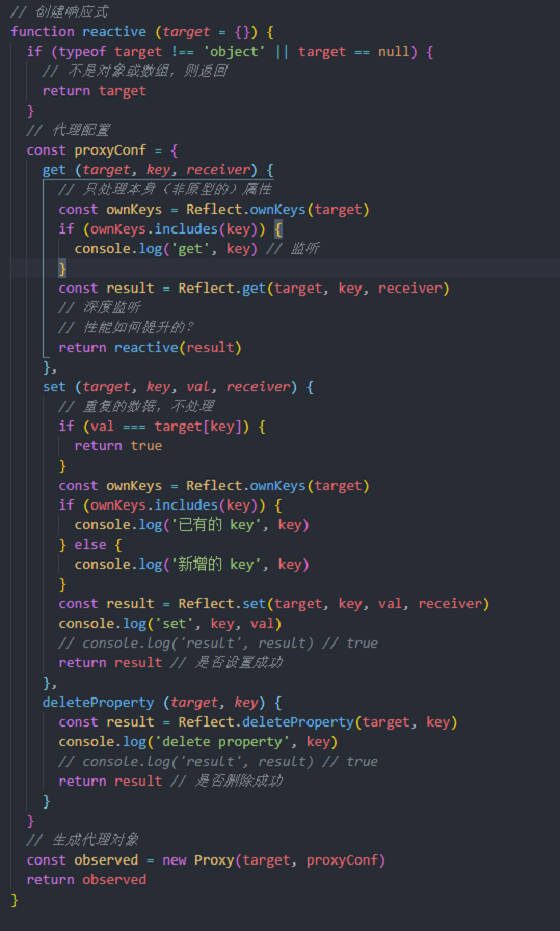 // 创建响应式
function reactive (target = {}) {
if (typeof target !== 'object' || target == null) {
// 不是对象或数组，则返回
return target
}
// 代理配置
const proxyConf = {
get (target, key, receiver) {
// 只处理本身（非原型的）属性
const ownKeys = Reflect.ownKeys(target)
if (ownKeys.includes(key)) {
console.log('get', key) // 监听
}
const result = Reflect.get(target, key, receiver)
// 深度监听
// 性能如何提升的？
return reactive(result)
},
set (target, key, val, receiver) {
// 重复的数据，不处理
if (val === target[key]) {
return true
}
const ownKeys = Reflect.ownKeys(target)
if (ownKeys.includes(key)) {
console.log('已有的 key', key)
} else {
console.log('新增的 key', key)
}
const result = Reflect.set(target, key, val, receiver)
console.log('set', key, val)
// console.log('result', result) // true
return result // 是否设置成功
},
deleteProperty (target, key) {
const result = Reflect.deleteProperty(target, key)
console.log('delete property', key)
// console.log('result', result) // true
return result // 是否删除成功
}
}
// 生成代理对象
const observed = new Proxy(target, proxyConf)
return observed
}